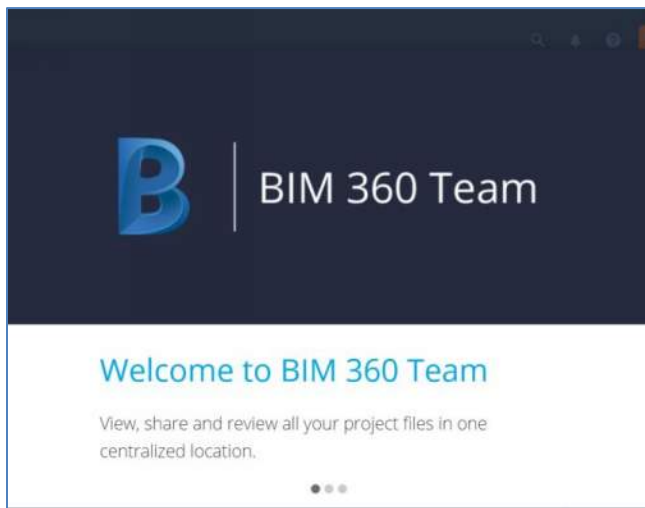 BIM 360 Team
Welcome to BIM 360 Team
View, share and review all your project files in one
centralized location.